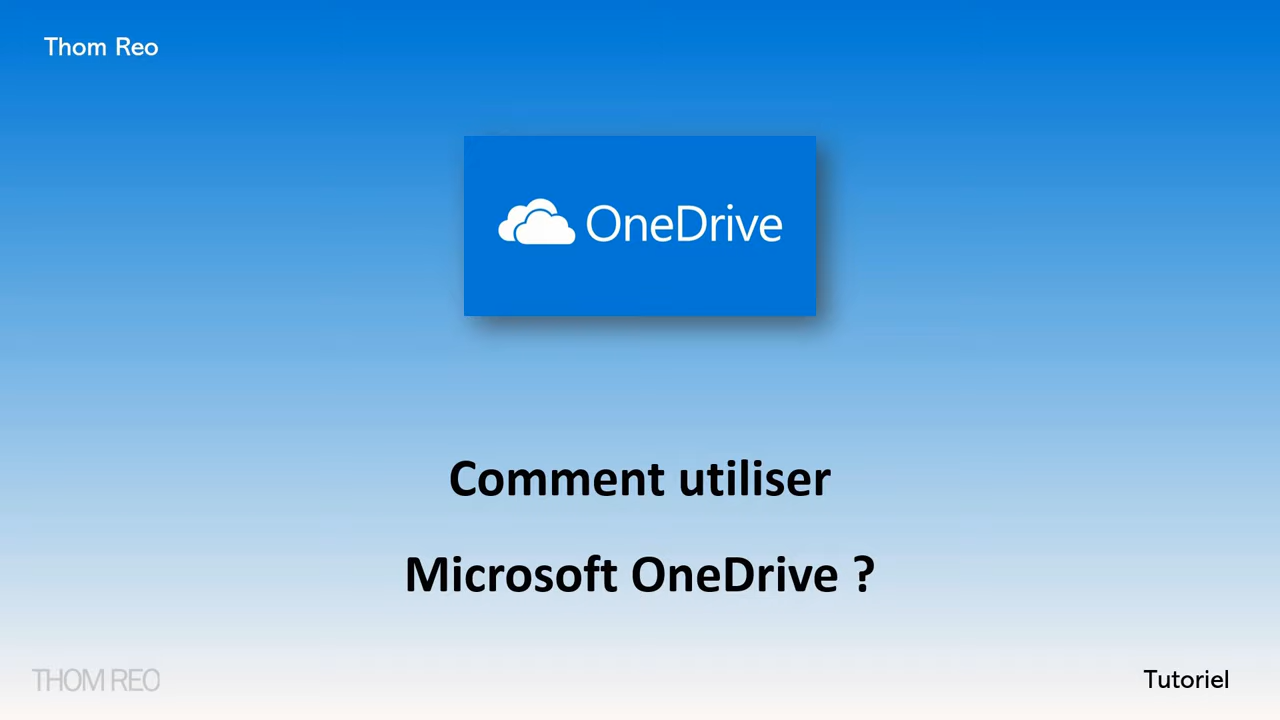 Thom Reo
OneDrive
Comment utiliser
Microsoft OneDrive ?
THOM REO
Tutoriel